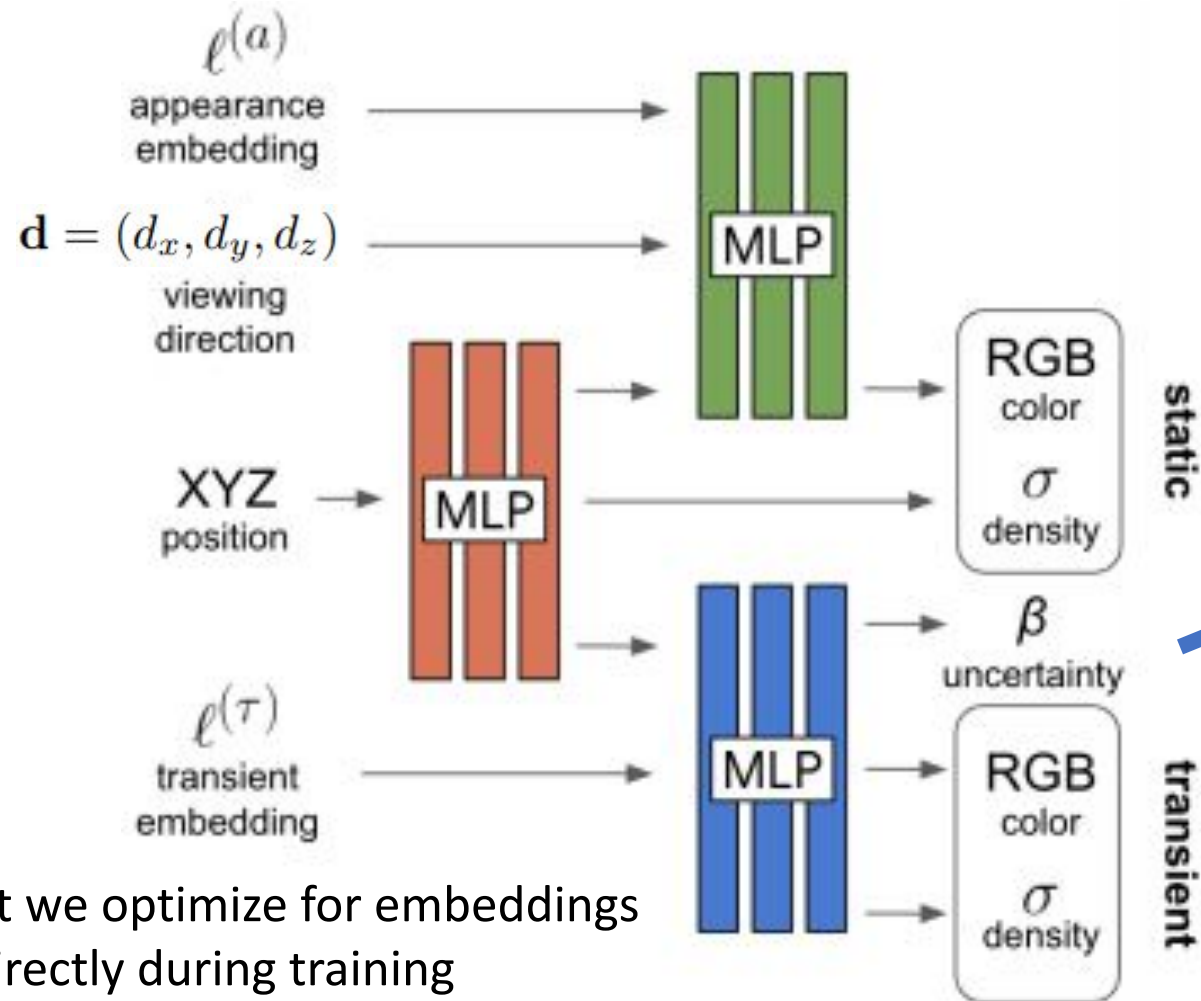 ℓ^(a)
appearance
embedding
d = (d_x, d_y, d_z)
viewing
direction
MLP
RGB
color
σ
density
static
XYZ
position
MLP
β
uncertainty
ℓ^(τ)
transient
embedding
MLP
RGB
color
σ
density
transient
t we optimize for embeddings
irectly during training